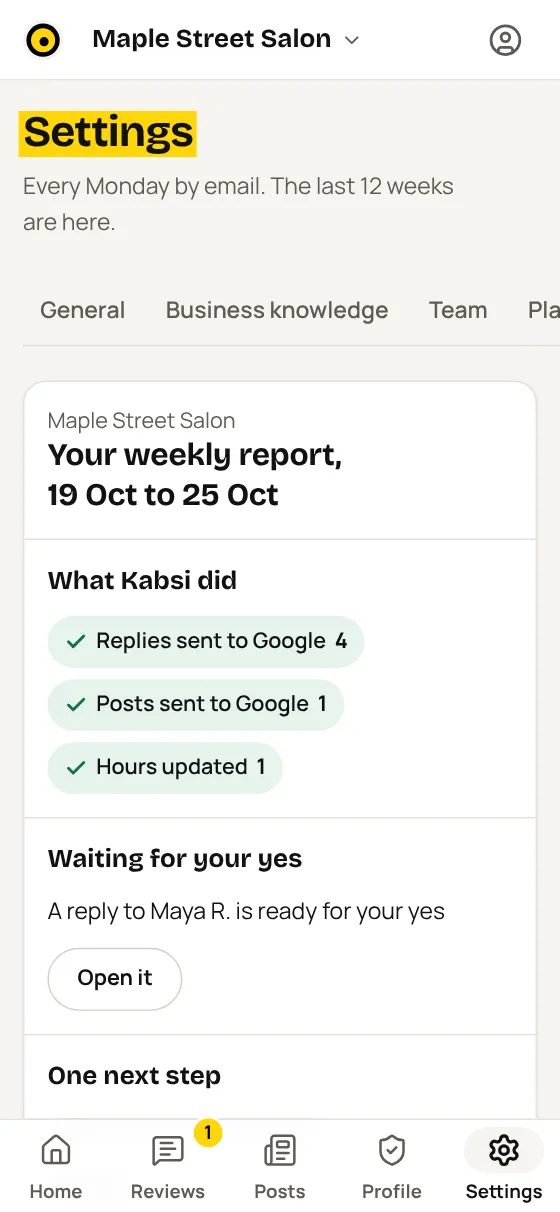 Maple Street Salon
Settings
Every Monday by email. The last 12 weeks
are here.
General Business knowledge Team Pla
Maple Street Salon
Your weekly report,
19 Oct to 25 Oct
What Kabsi did
Replies sent to Google 4
Posts sent to Google 1
Hours updated 1
Waiting for your yes
A reply to Maya R. is ready for your yes
Open it
One next step
1
Home Reviews Posts Profile Settings